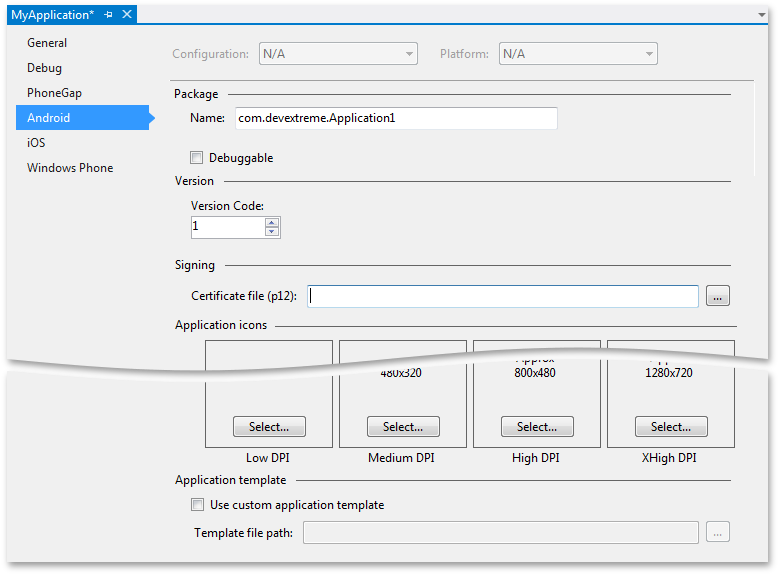 MyApplication*
General
Debug
PhoneGap
Android
iOS
Windows Phone
Configuration: N/A Platform: N/A
Package
Name: com.devextreme.Application1
Debuggable
Version
Version Code:
1
Signing
Certificate file (p12): ...
Application icons
480x320 800x480 1280x720
Select... Select... Select... Select...
Low DPI Medium DPI High DPI XHigh DPI
Application template
Use custom application template
Template file path: ...